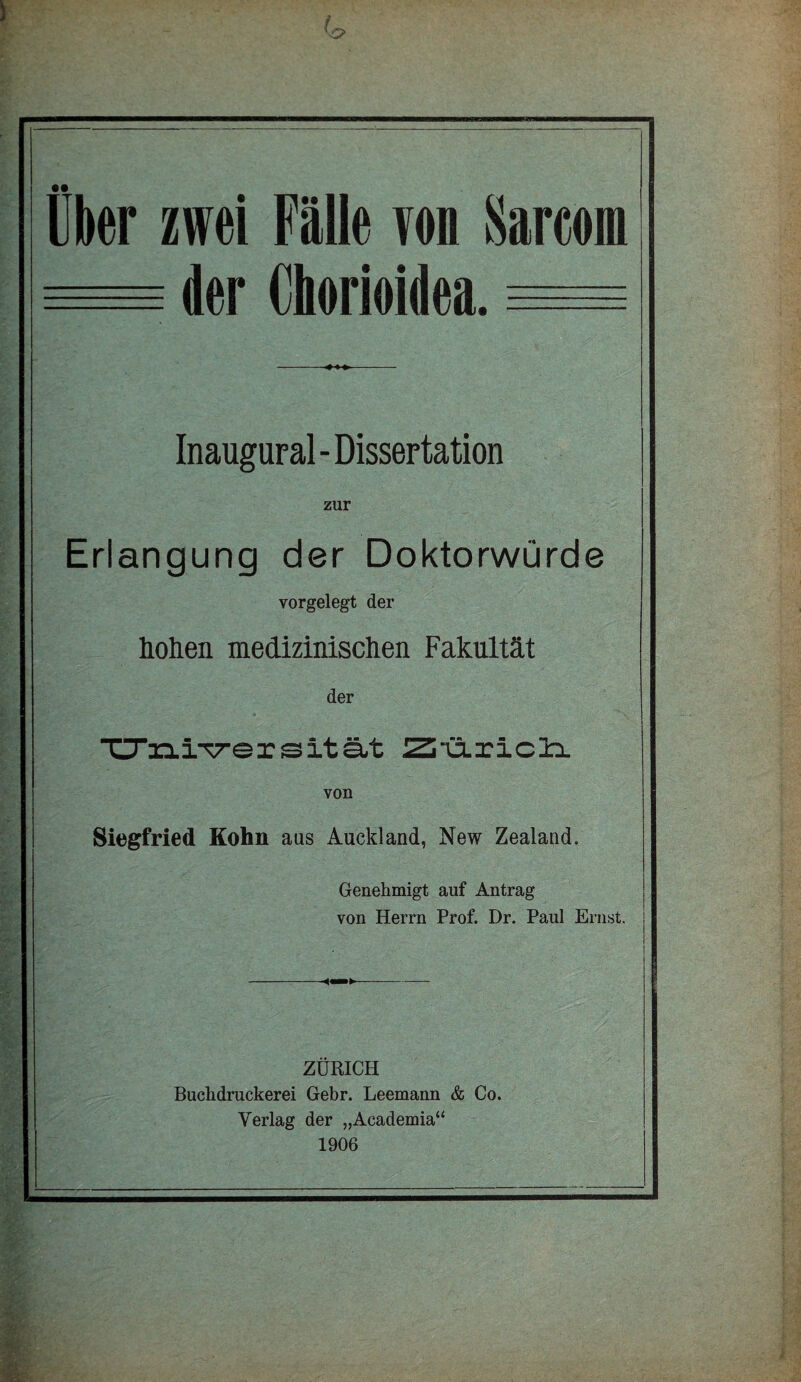 6
Über zwei Fälle von Sarcom
der Chorioidea.
Inaugural-Dissertation
zur
Erlangung der Doktorwürde
vorgelegt der
hohen medizinischen Fakultät
der
Universität Zürich
von
Siegfried Kohn aus Auckland, New Zealand.
Genehmigt auf Antrag
von Herrn Prof. Dr. Paul Ernst.
ZÜRICH
Buchdruckerei Gebr. Leemann & Co.
Verlag der „Academia“
1906